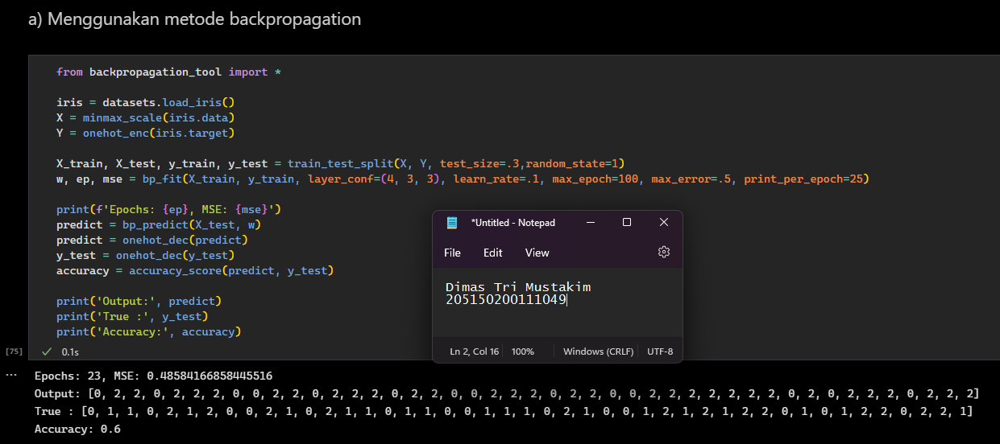 a) Menggunakan metode backpropagation
from backpropagation_tool import *
iris = datasets.load_iris()
X = minmax_scale(iris.data)
Y = onehot_enc(iris.target)
X_train, X_test, y_train, y_test = train_test_split(X, Y, test_size=.3,random_state=1)
w, ep, mse = bp_fit(X_train, y_train, layer_conf=(4, 3, 3), learn_rate=.1, max_epoch=100, max_error=.5, print_per_epoch=25)
print(f'Epochs: {ep}, MSE: {mse}')
predict = bp_predict(X_test, w)
predict = onehot_dec(predict)
y_test = onehot_dec(y_test)
accuracy = accuracy_score(predict, y_test)
print('Output:', predict)
print('True :', y_test)
print('Accuracy:', accuracy)
[75] 0.1s
*Untitled - Notepad
File Edit View
Dimas Tri Mustakim
205150200111049
Ln 2, Col 16 100% Windows (CRLF) UTF-8
... Epochs: 23, MSE: 0.48584166858445516
Output: [0, 2, 2, 0, 2, 2, 2, 0, 0, 2, 2, 0, 2, 2, 2, 0, 2, 2, 0, 0, 2, 2, 2, 0, 2, 2, 0, 0, 2, 2, 2, 2, 2, 2, 2, 0, 2, 0, 2, 2, 2, 0, 2, 2, 2]
True : [0, 1, 1, 0, 2, 1, 2, 0, 0, 2, 1, 0, 2, 1, 1, 0, 1, 1, 0, 0, 1, 1, 1, 0, 2, 1, 0, 0, 1, 2, 1, 2, 1, 2, 2, 0, 1, 0, 1, 2, 2, 0, 2, 2, 1]
Accuracy: 0.6